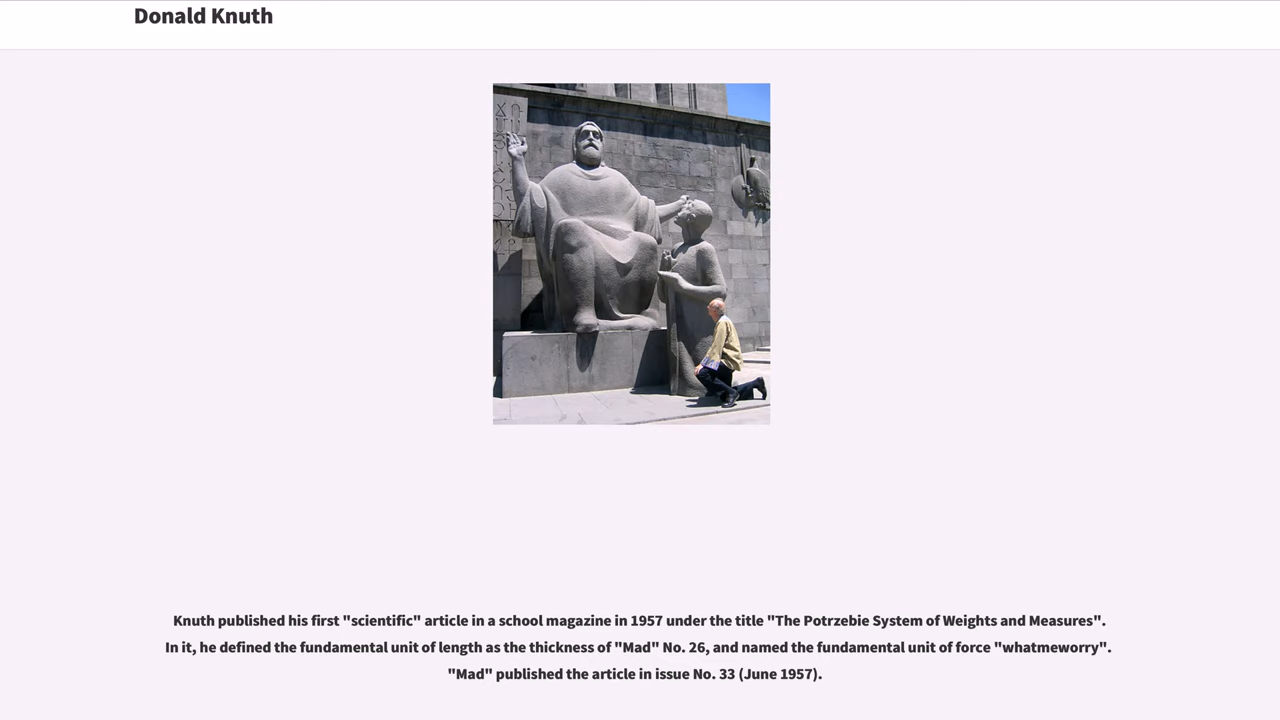 Donald Knuth
Knuth published his first "scientific" article in a school magazine in 1957 under the title "The Potrzebie System of Weights and Measures".
In it, he defined the fundamental unit of length as the thickness of "Mad" No. 26, and named the fundamental unit of force "whatmeworry".
"Mad" published the article in issue No. 33 (June 1957).